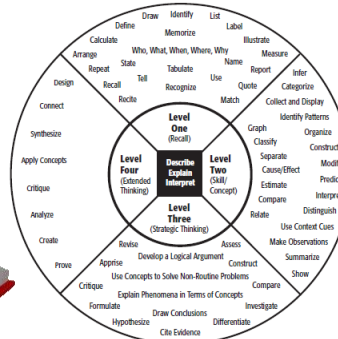 Draw Identify List
Define Label
Memorize
Calculate Illustrate
Who, What, When, Where, Why
Arrange Measure
State Name
Repeat Tabulate Report
Tell Use
Recall Recognize Quote
Recite Match
Infer
Categorize
Collect and Display
Identify Patterns
Graph Organize
Classify Construct
Separate
Cause/Effect
Estimate
Compare
Relate Distinguish
Use Context Cues
Make Observations
Summarize
Show
Design
Connect
Synthesize
Apply Concepts
Critique
Analyze
Create
Prove
Level
One
(Recall)
Level
Four
(Extended
Thinking)
Describe
Explain
Interpret
Level
Two
(Skill/
Concept)
Level
Three
(Strategic Thinking)
Revise Assess
Develop a Logical Argument
Apprise Construct
Use Concepts to Solve Non-Routine Problems
Critique Compare
Explain Phenomena in Terms of Concepts
Formulate Investigate
Draw Conclusions
Hypothesize Differentiate
Cite Evidence